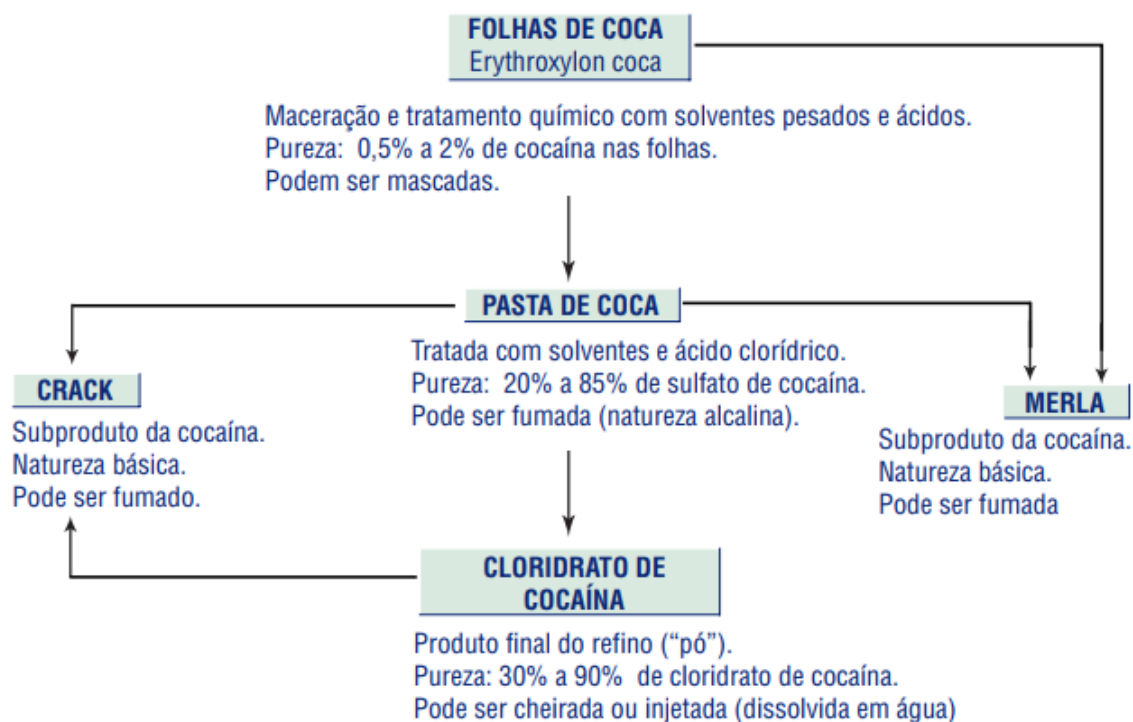 FOLHAS DE COCA
Erythroxylon coca
Maceração e tratamento químico com solventes pesados e ácidos.
Pureza: 0,5% a 2% de cocaína nas folhas.
Podem ser mascadas.
PASTA DE COCA
Tratada com solventes e ácido clorídrico.
Pureza: 20% a 85% de sulfato de cocaína.
Pode ser fumada (natureza alcalina).
CRACK
Subproduto da cocaína.
Natureza básica.
Pode ser fumado.
MERLA
Subproduto da cocaína.
Natureza básica.
Pode ser fumada
CLORIDRATO DE
COCAÍNA
Produto final do refino (“pó”).
Pureza: 30% a 90% de cloridrato de cocaína.
Pode ser cheirada ou injetada (dissolvida em água)